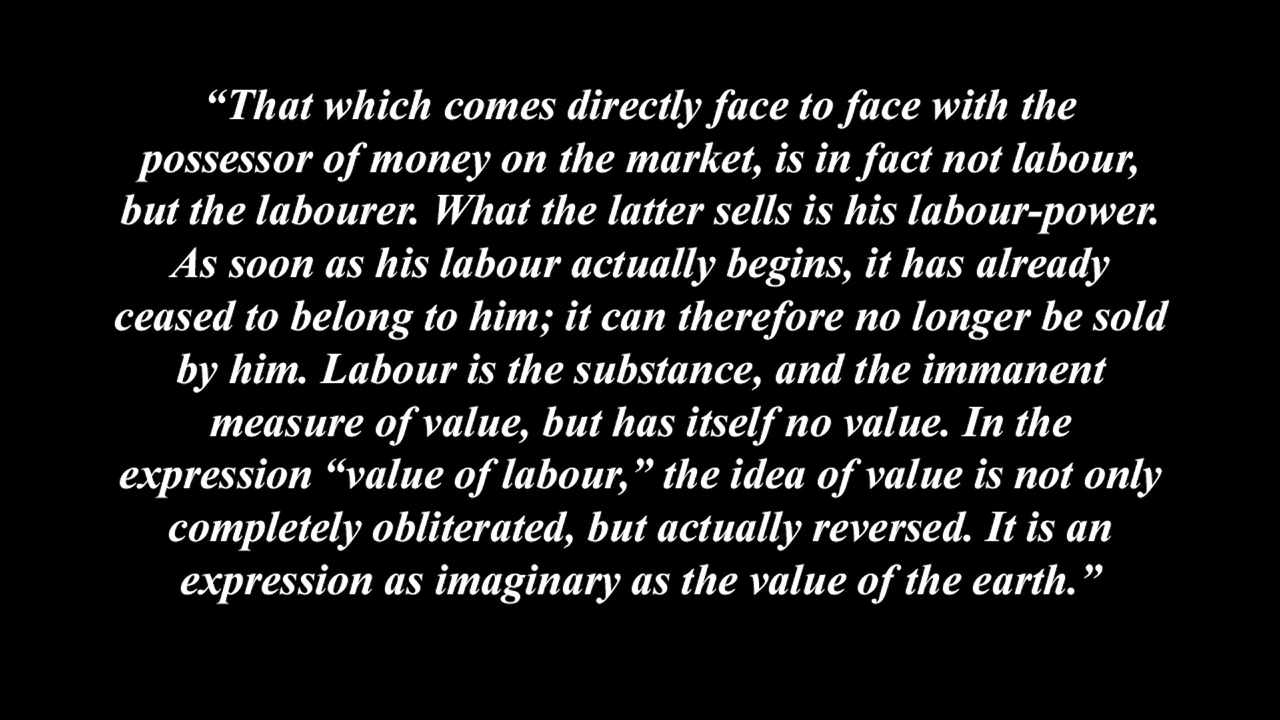 “That which comes directly face to face with the
possessor of money on the market, is in fact not labour,
but the labourer. What the latter sells is his labour-power.
As soon as his labour actually begins, it has already
ceased to belong to him; it can therefore no longer be sold
by him. Labour is the substance, and the immanent
measure of value, but has itself no value. In the
expression “value of labour,” the idea of value is not only
completely obliterated, but actually reversed. It is an
expression as imaginary as the value of the earth.”